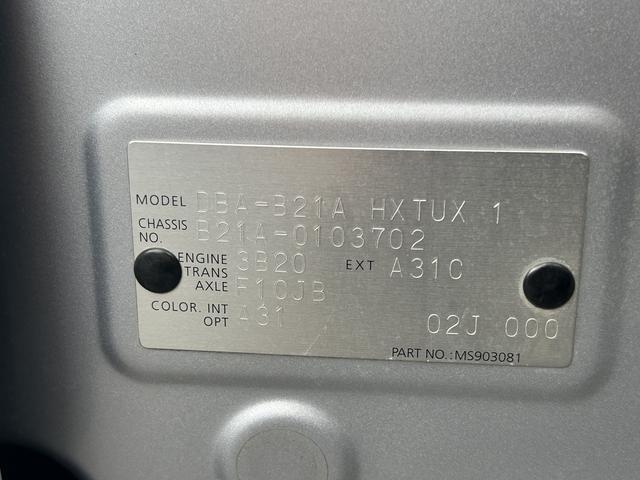 MODEL DBA-B21A HXTUX 1
CHASSIS NO. B21A-0103702
ENGINE 3B20 EXT A31C
TRANS AXLE F10JB
COLOR. INT A31
OPT 02J 000
PART NO.: MS903081